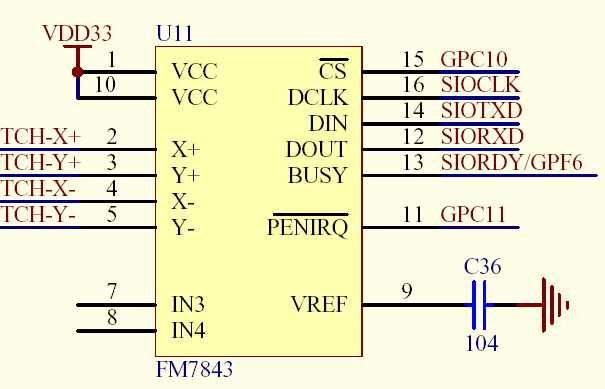 VDD33 U11
1 VCC CS 15 GPC10
10 VCC DCLK 16 SIOCLK
DIN 14 SIOTXD
TCH-X+ 2 X+ DOUT 12 SIORXD
TCH-Y+ 3 Y+ BUSY 13 SIORDY/GPF6
TCH-X- 4 X-
TCH-Y- 5 Y- PENIRQ 11 GPC11
C36
7 IN3 VREF 9
8 IN4 104
FM7843